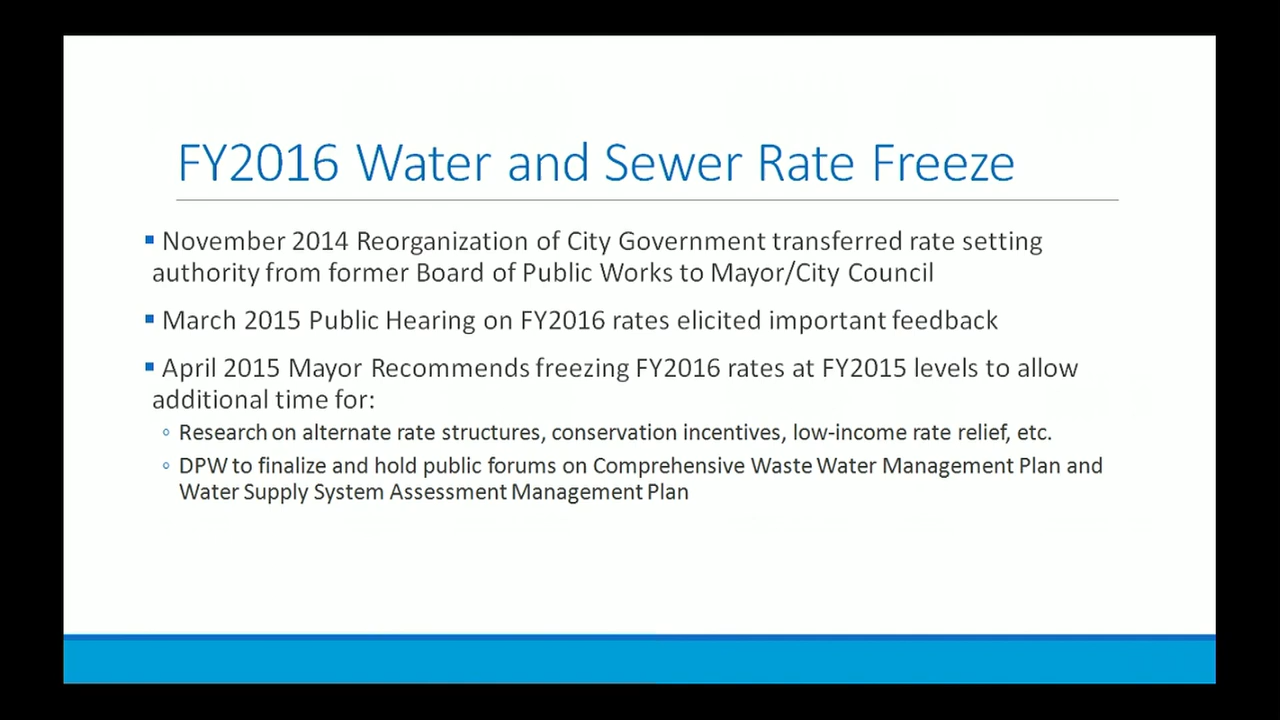 FY2016 Water and Sewer Rate Freeze
▪ November 2014 Reorganization of City Government transferred rate setting
authority from former Board of Public Works to Mayor/City Council
▪ March 2015 Public Hearing on FY2016 rates elicited important feedback
▪ April 2015 Mayor Recommends freezing FY2016 rates at FY2015 levels to allow
additional time for:
◦ Research on alternate rate structures, conservation incentives, low-income rate relief, etc.
◦ DPW to finalize and hold public forums on Comprehensive Waste Water Management Plan and
Water Supply System Assessment Management Plan